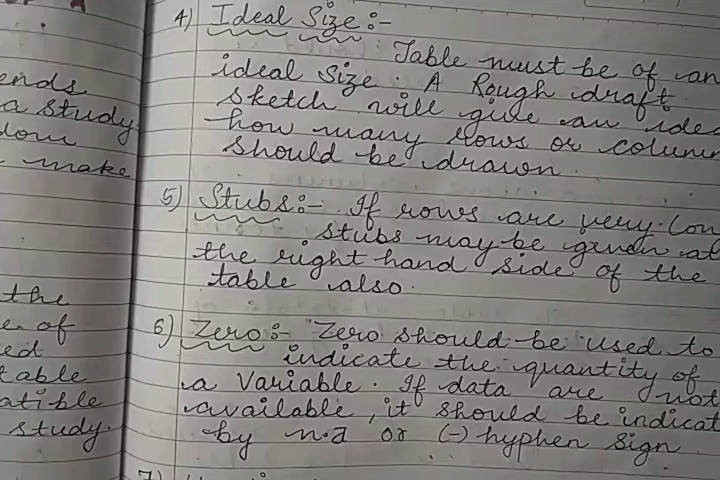 ends
a study
dom
make
the
e of
ed
table
atible
study.
4) Ideal Size:-
Table must be of an
ideal size. A Rough draft
sketch will give an idea
how many rows or column
should be drawn.
5) Stubs:- If rows are very lon
stubs may be given at
the right hand side of the
table also.
6) Zero:- Zero should be used to
indicate the quantity of
a Variable. If data are not
available, it should be indicat
by n.a or (-) hyphen sign
7)